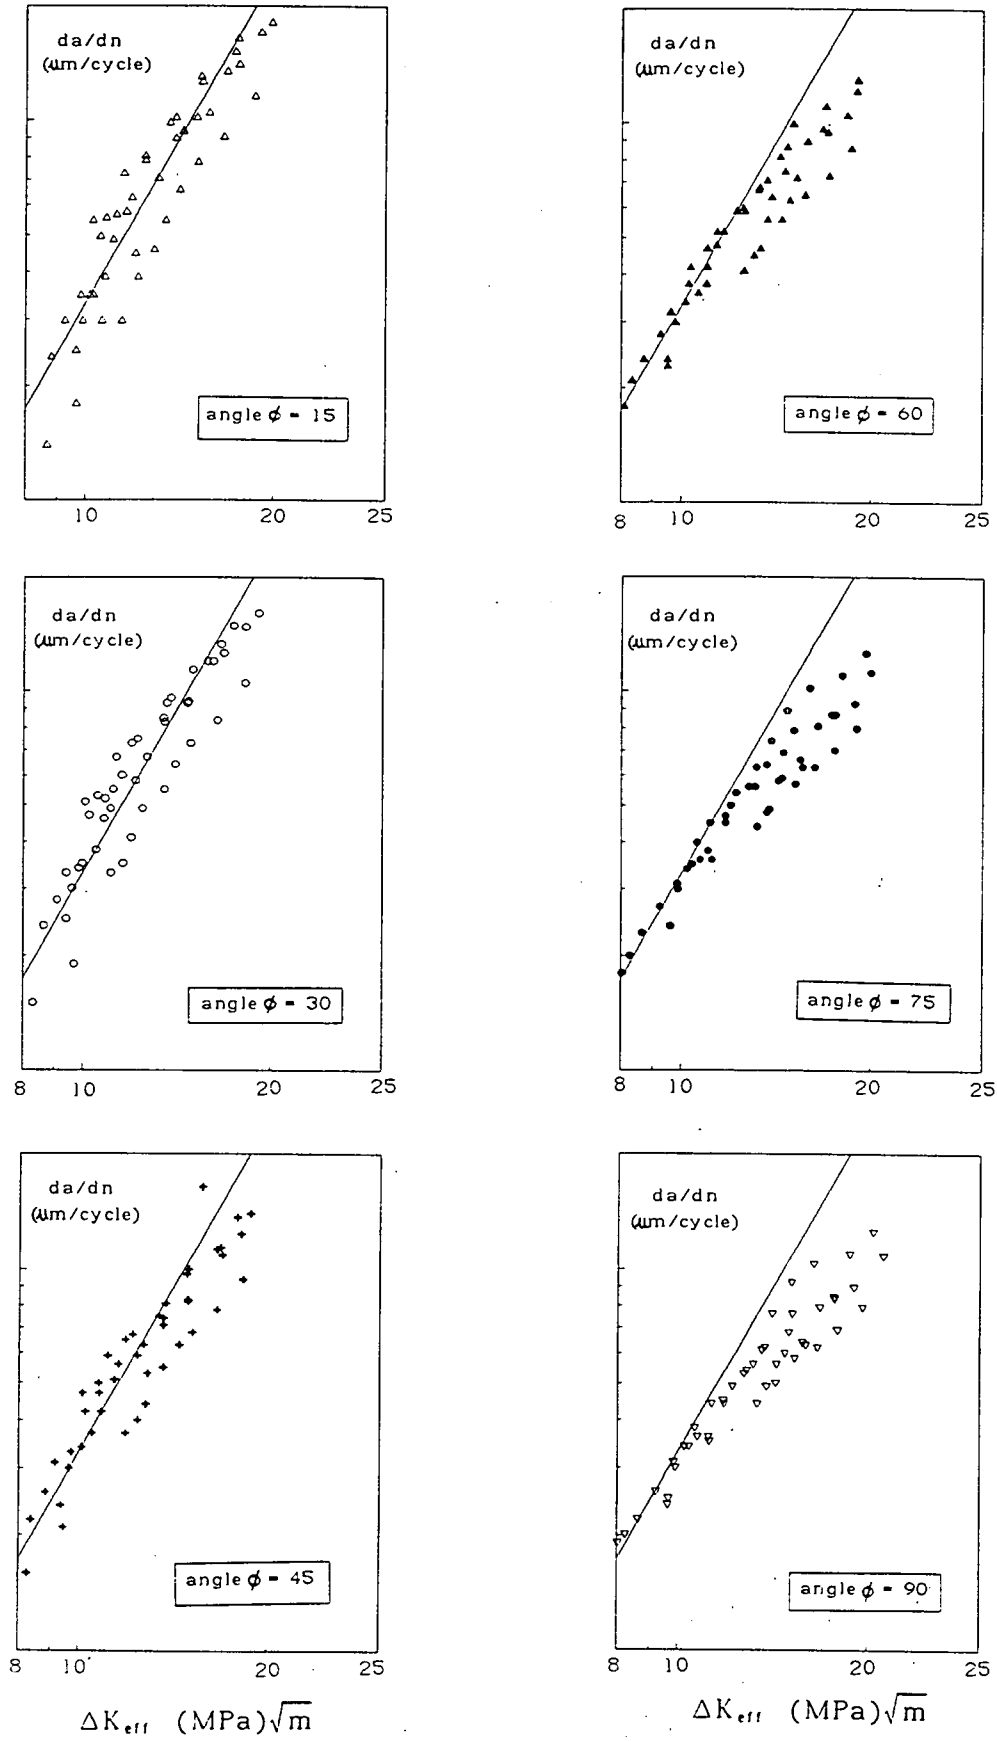 da/dn
(μm/cycle)
angle ϕ = 15
10 20 25
da/dn
(μm/cycle)
angle ϕ = 60
8 10 20 25
da/dn
(μm/cycle)
angle ϕ = 30
8 10 20 25
da/dn
(μm/cycle)
angle ϕ = 75
8 10 20 25
da/dn
(μm/cycle)
angle ϕ = 45
8 10 20 25
ΔK_eff (MPa)√m
da/dn
(μm/cycle)
angle ϕ = 90
8 10 20 25
ΔK_eff (MPa)√m